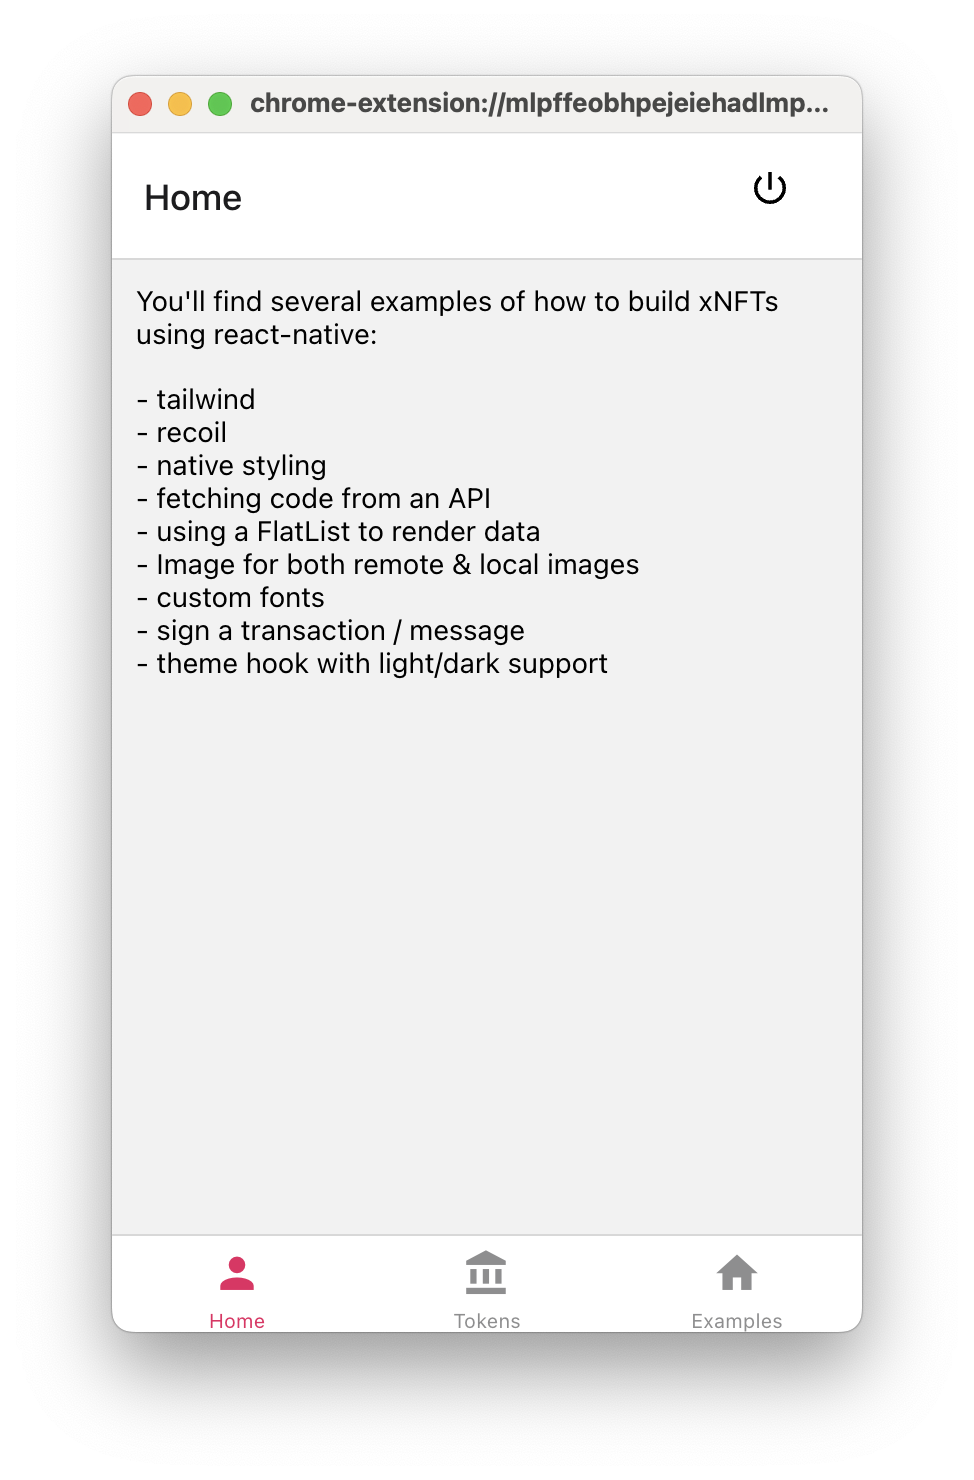 chrome-extension://mlpffeobhpejeiehadlmp...
Home
You'll find several examples of how to build xNFTs
using react-native:
- tailwind
- recoil
- native styling
- fetching code from an API
- using a FlatList to render data
- Image for both remote & local images
- custom fonts
- sign a transaction / message
- theme hook with light/dark support
Home
Tokens
Examples